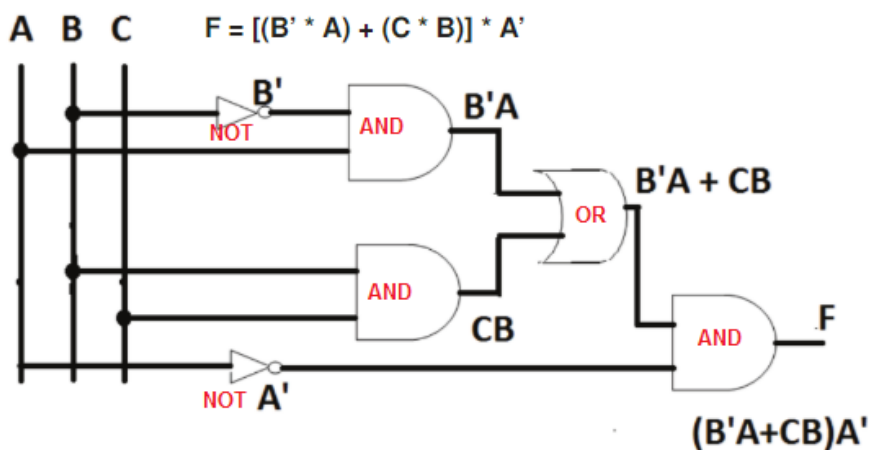 A B C F = [(B' * A) + (C * B)] * A'
B'
NOT
AND
B'A
OR
B'A + CB
AND
CB
NOT A'
AND
F
(B'A+CB)A'